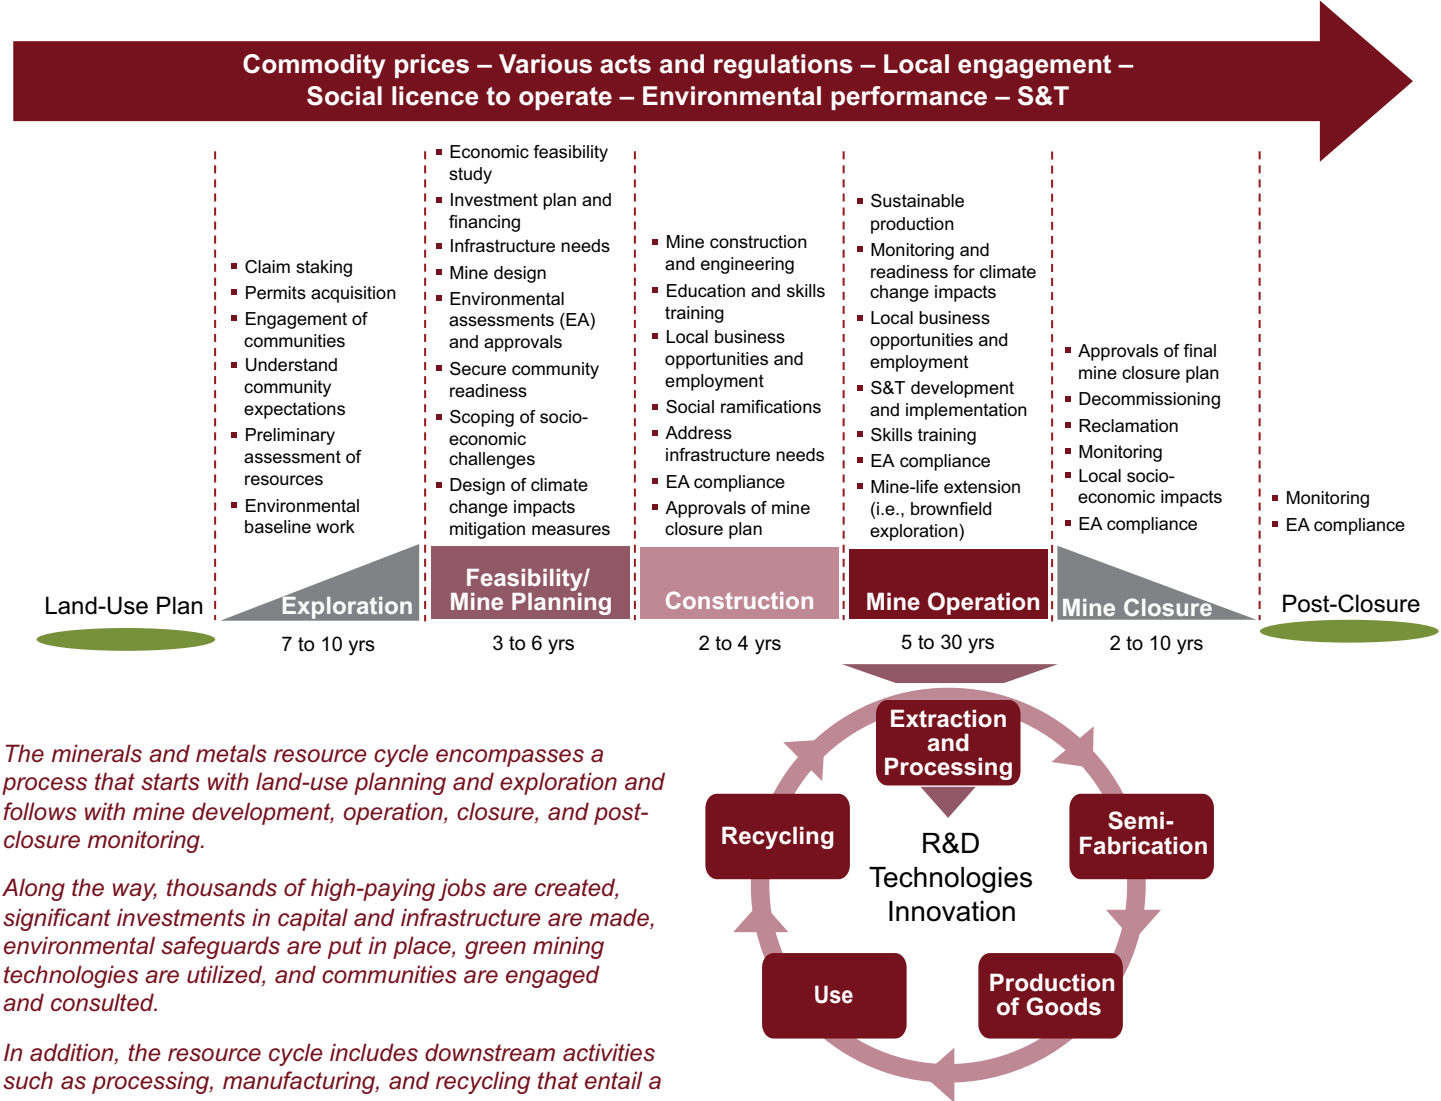 Commodity prices – Various acts and regulations – Local engagement –
Social licence to operate – Environmental performance – S&T
Claim staking
Permits acquisition
Engagement of
communities
Understand
community
expectations
Preliminary
assessment of
resources
Environmental
baseline work
Economic feasibility
study
Investment plan and
financing
Infrastructure needs
Mine design
Environmental
assessments (EA)
and approvals
Secure community
readiness
Scoping of socio-
economic
challenges
Design of climate
change impacts
mitigation measures
Mine construction
and engineering
Education and skills
training
Local business
opportunities and
employment
Social ramifications
Address
infrastructure needs
EA compliance
Approvals of mine
closure plan
Sustainable
production
Monitoring and
readiness for climate
change impacts
Local business
opportunities and
employment
S&T development
and implementation
Skills training
EA compliance
Mine-life extension
(i.e., brownfield
exploration)
Approvals of final
mine closure plan
Decommissioning
Reclamation
Monitoring
Local socio-
economic impacts
EA compliance
Monitoring
EA compliance
Land-Use Plan
Exploration
Feasibility/
Mine Planning
Construction
Mine Operation
Mine Closure
Post-Closure
7 to 10 yrs
3 to 6 yrs
2 to 4 yrs
5 to 30 yrs
2 to 10 yrs
The minerals and metals resource cycle encompasses a
process that starts with land-use planning and exploration and
follows with mine development, operation, closure, and post-
closure monitoring.
Along the way, thousands of high-paying jobs are created,
significant investments in capital and infrastructure are made,
environmental safeguards are put in place, green mining
technologies are utilized, and communities are engaged
and consulted.
In addition, the resource cycle includes downstream activities
such as processing, manufacturing, and recycling that entail a
Extraction
and
Processing
Semi-
Fabrication
Production
of Goods
Use
Recycling
R&D
Technologies
Innovation